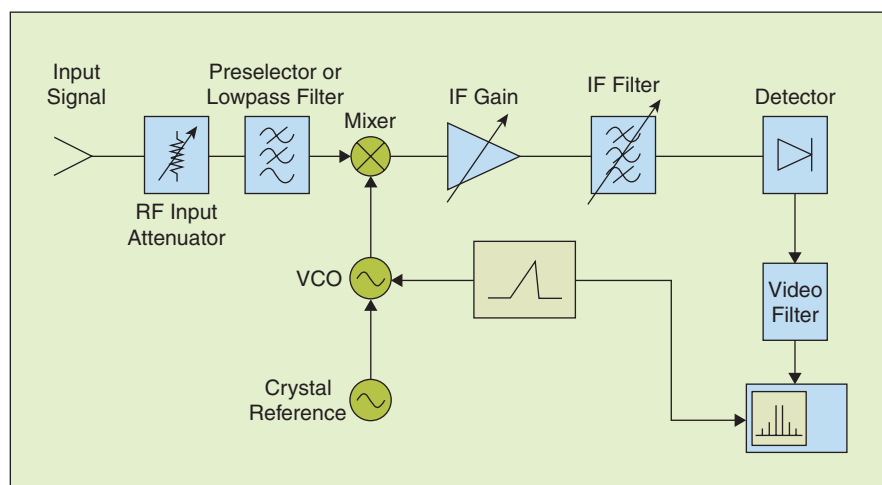 Input
Signal
Preselector or
Lowpass Filter
Mixer
IF Gain
IF Filter
Detector
RF Input
Attenuator
VCO
Video
Filter
Crystal
Reference